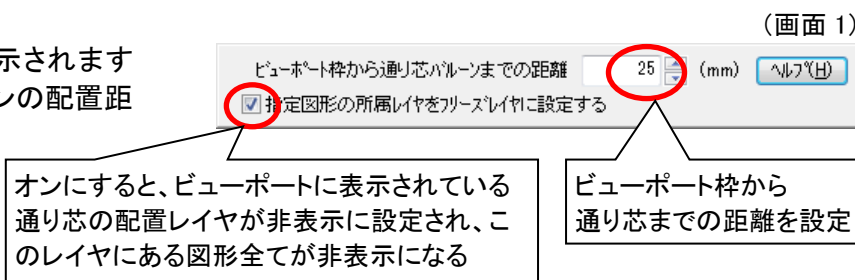 (画面 1)
示されます
ンの配置距
ビューポート枠から通り芯バルーンまでの距離 25 (mm) ヘルプ(H)
指定図形の所属レイヤをフリーズレイヤに設定する
オンにすると、ビューポートに表示されている
通り芯の配置レイヤが非表示に設定され、こ
のレイヤにある図形全てが非表示になる
ビューポート枠から
通り芯までの距離を設定